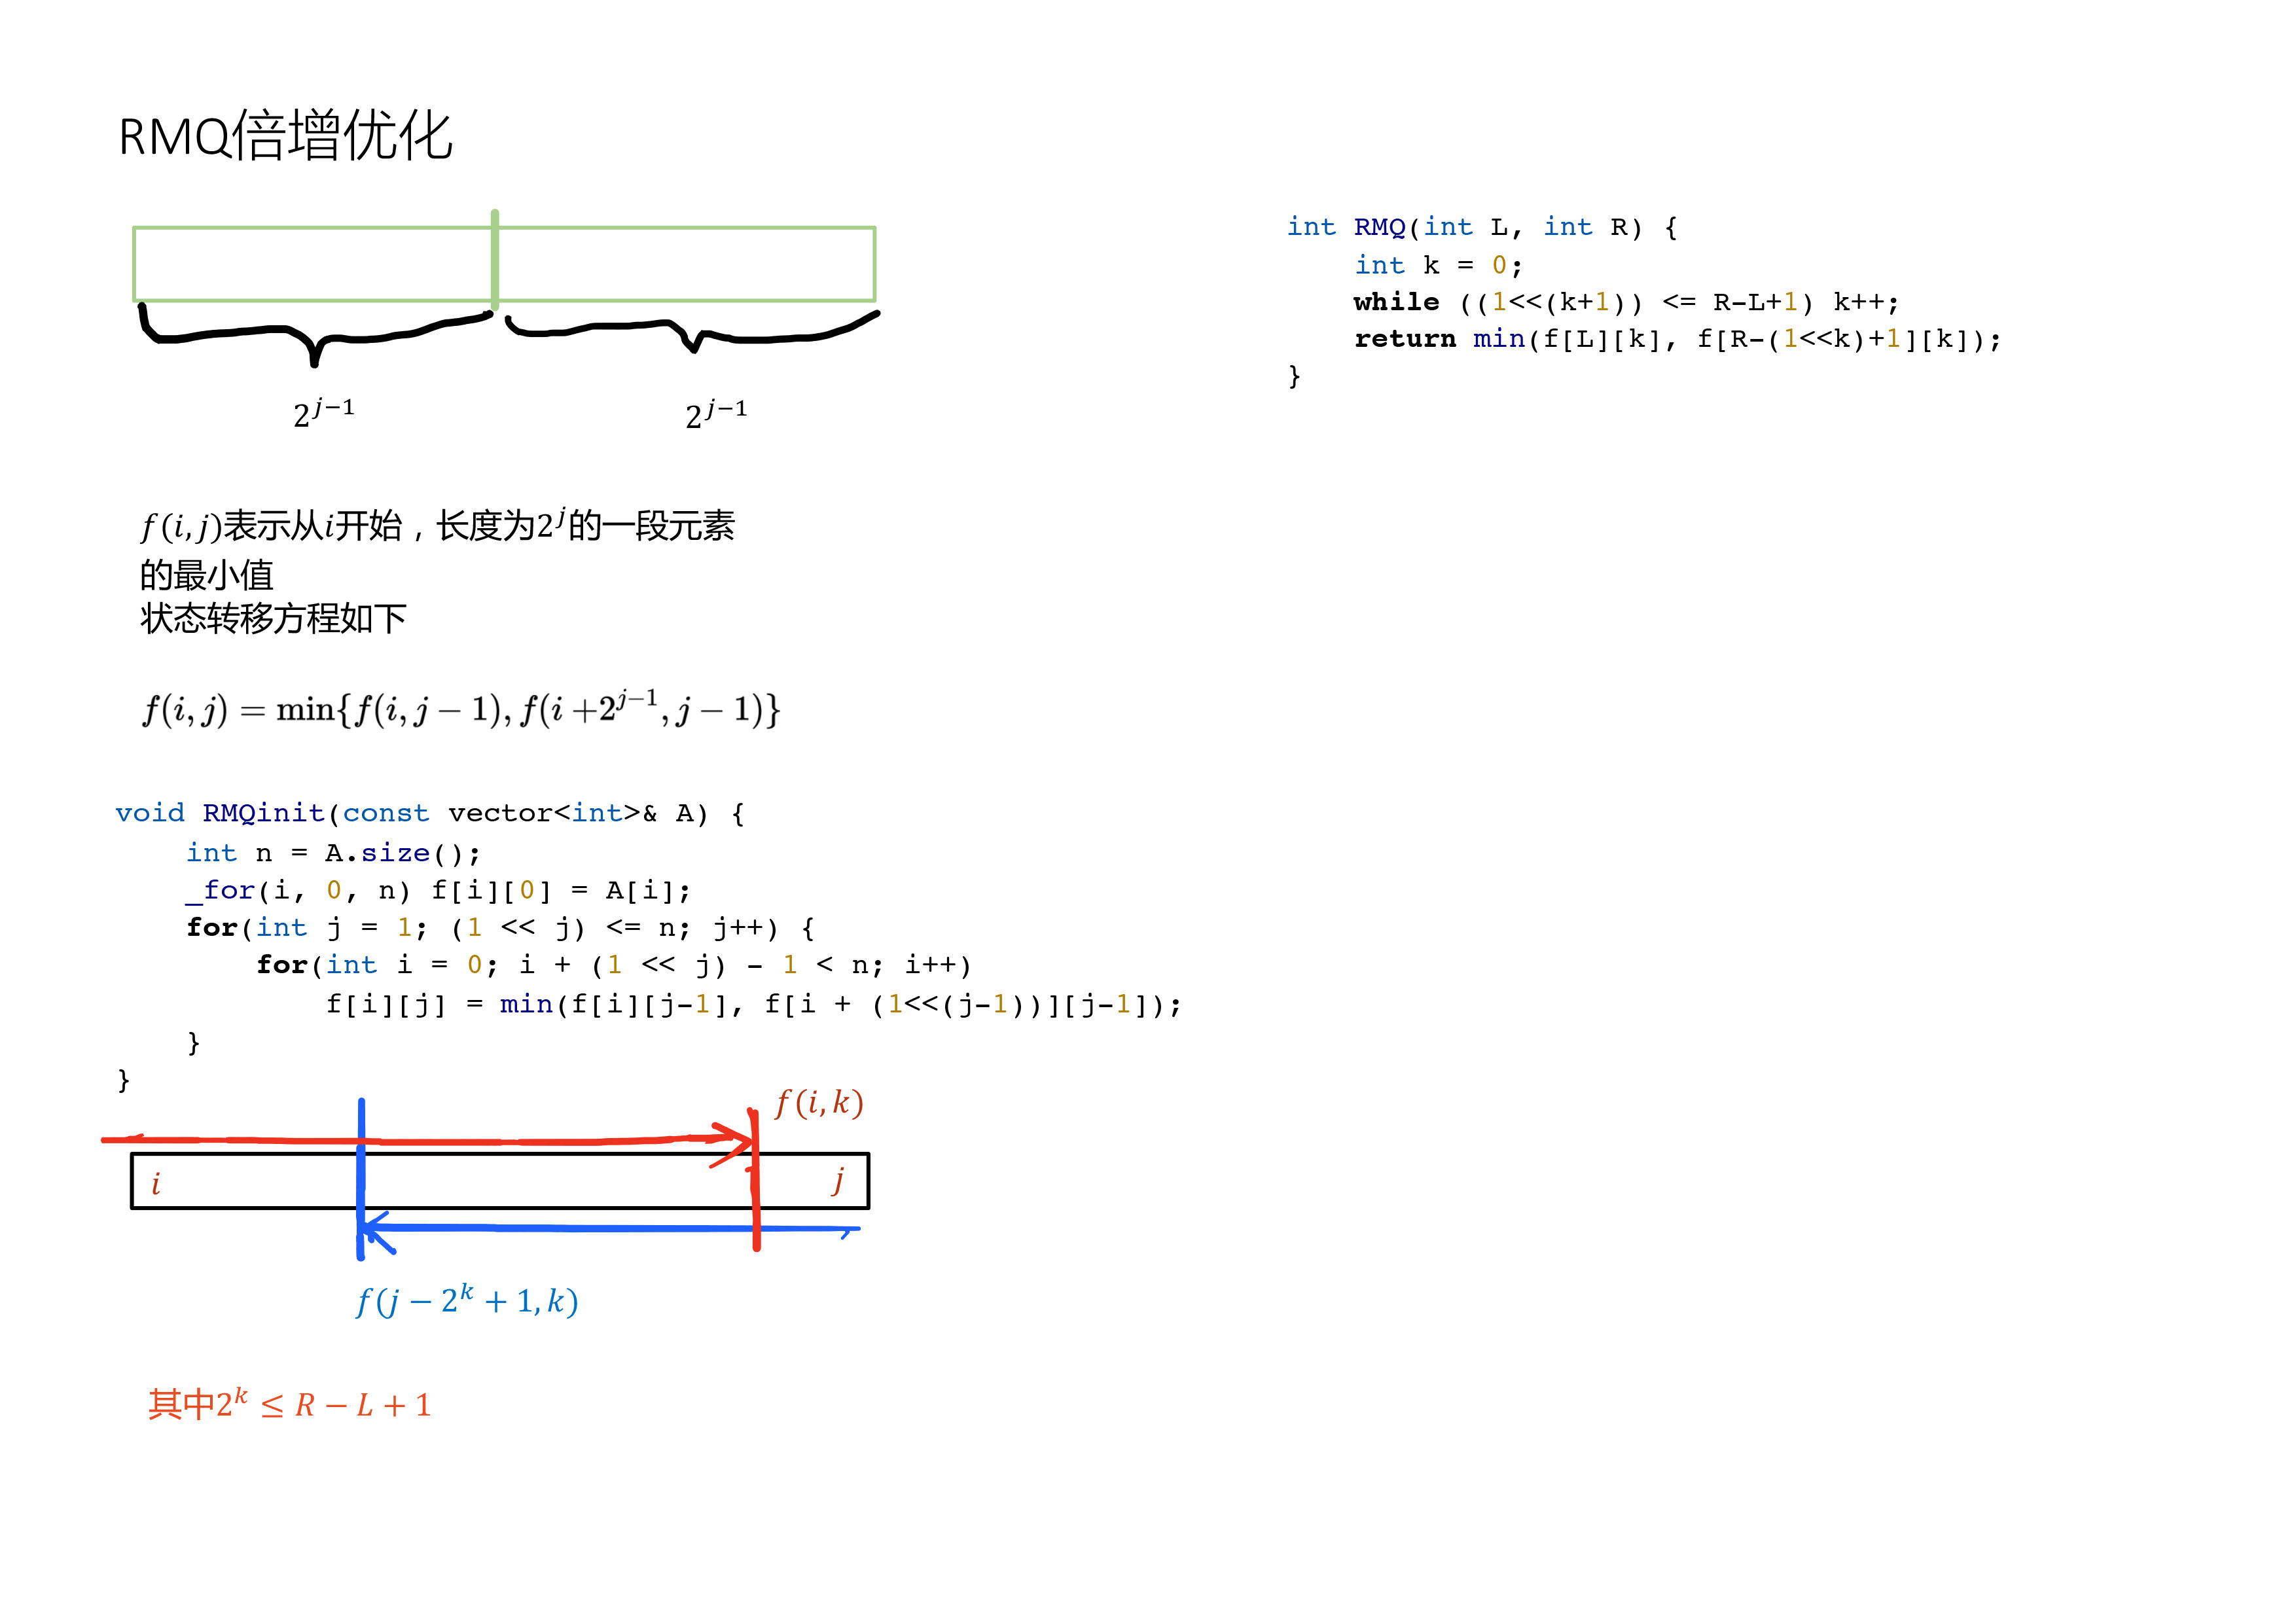 RMQ倍增优化
2^{j−1}
2^{j−1}
f(i,j)表示从i开始，长度为2^j的一段元素
的最小值
状态转移方程如下
f(i,j) = min{f(i,j − 1), f(i +2^{j−1}, j − 1)}
void RMQinit(const vector<int>& A) {
    int n = A.size();
    _for(i, 0, n) f[i][0] = A[i];
    for(int j = 1; (1 << j) <= n; j++) {
        for(int i = 0; i + (1 << j) - 1 < n; i++)
            f[i][j] = min(f[i][j-1], f[i + (1<<(j-1))][j-1]);
    }
}
f(i,k)
i
j
f(j − 2^k + 1,k)
其中2^k ≤ R − L + 1
int RMQ(int L, int R) {
    int k = 0;
    while ((1<<(k+1)) <= R-L+1) k++;
    return min(f[L][k], f[R-(1<<k)+1][k]);
}